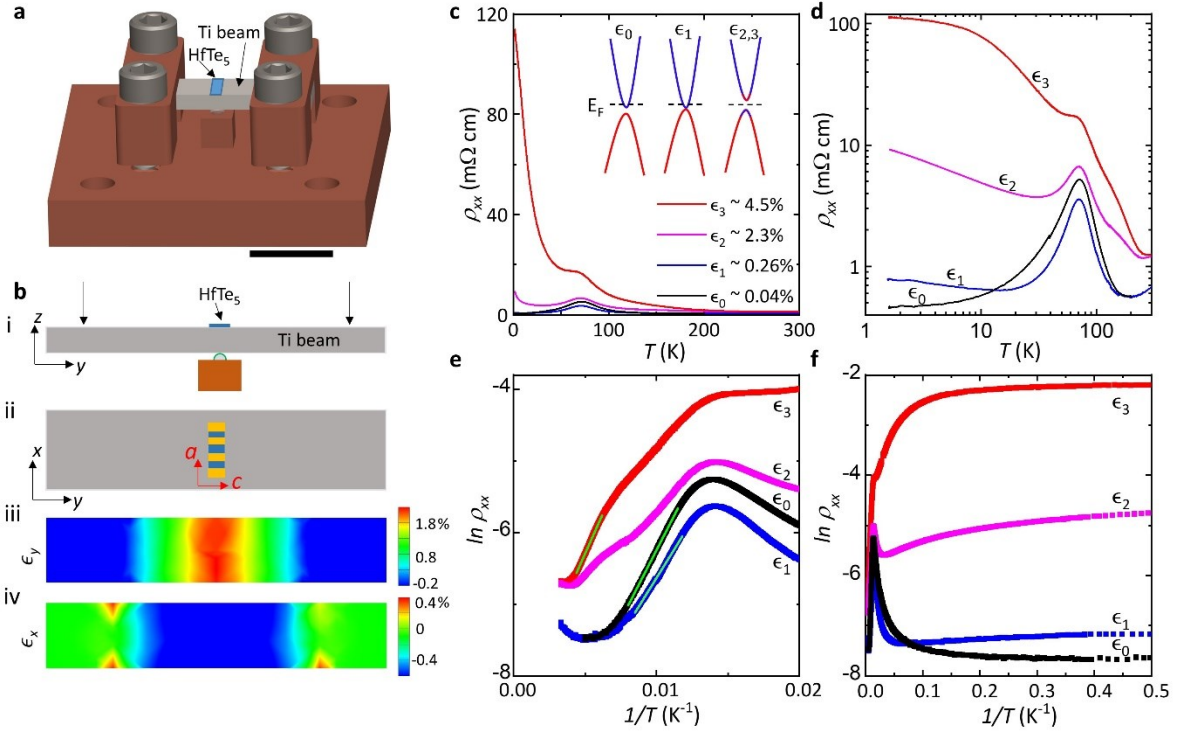 a
Ti beam
HfTe5
b
HfTe5
i
z
Ti beam
y
ii
x
a
c
y
iii
ϵy
1.8%
0.8
-0.2
iv
ϵx
0.4%
0
-0.4
c
120
80
40
0
ρxx (mΩ cm)
ϵ0
ϵ1
ϵ2,3
EF
ϵ3 ~ 4.5%
ϵ2 ~ 2.3%
ϵ1 ~ 0.26%
ϵ0 ~ 0.04%
0
100
200
300
T (K)
d
100
10
1
ρxx (mΩ cm)
ϵ3
ϵ2
ϵ1
ϵ0
1
10
100
T (K)
e
-4
-6
-8
ln ρxx
ϵ3
ϵ2
ϵ0
ϵ1
0.00
0.01
0.02
1/T (K-1)
f
-2
-4
-6
-8
ln ρxx
ϵ3
ϵ2
ϵ1
ϵ0
0.0
0.1
0.2
0.3
0.4
0.5
1/T (K-1)